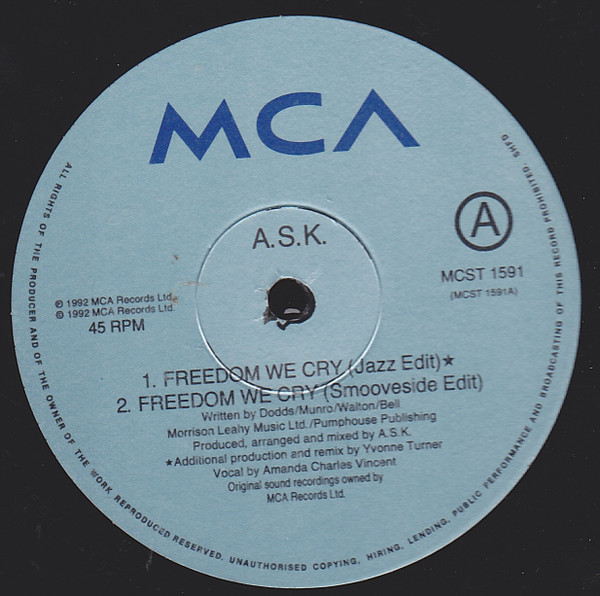 MCA
A.S.K.
A
MCST 1591
(MCST 1591A)
℗ 1992 MCA Records Ltd.
© 1992 MCA Records Ltd.
45 RPM
1. FREEDOM WE CRY (Jazz Edit)★
2. FREEDOM WE CRY (Smooveside Edit)
Written by Dodds/Munro/Walton/Bell
Morrison Leahy Music Ltd./Pumphouse Publishing
Produced, arranged and mixed by A.S.K.
★Additional production and remix by Yvonne Turner
Vocal by Amanda Charles Vincent
Original sound recordings owned by
MCA Records Ltd.
ALL RIGHTS OF THE PRODUCER AND OF THE OWNER OF THE WORK REPRODUCED RESERVED. UNAUTHORISED COPYING, HIRING, LENDING, PUBLIC PERFORMANCE AND BROADCASTING OF THIS RECORD PROHIBITED. SHFD